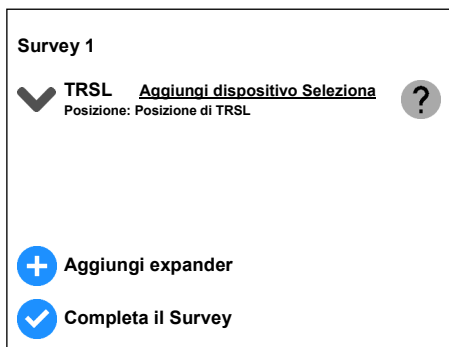 Survey 1
TRSL Aggiungi dispositivo Seleziona
Posizione: Posizione di TRSL
?
Aggiungi expander
Completa il Survey